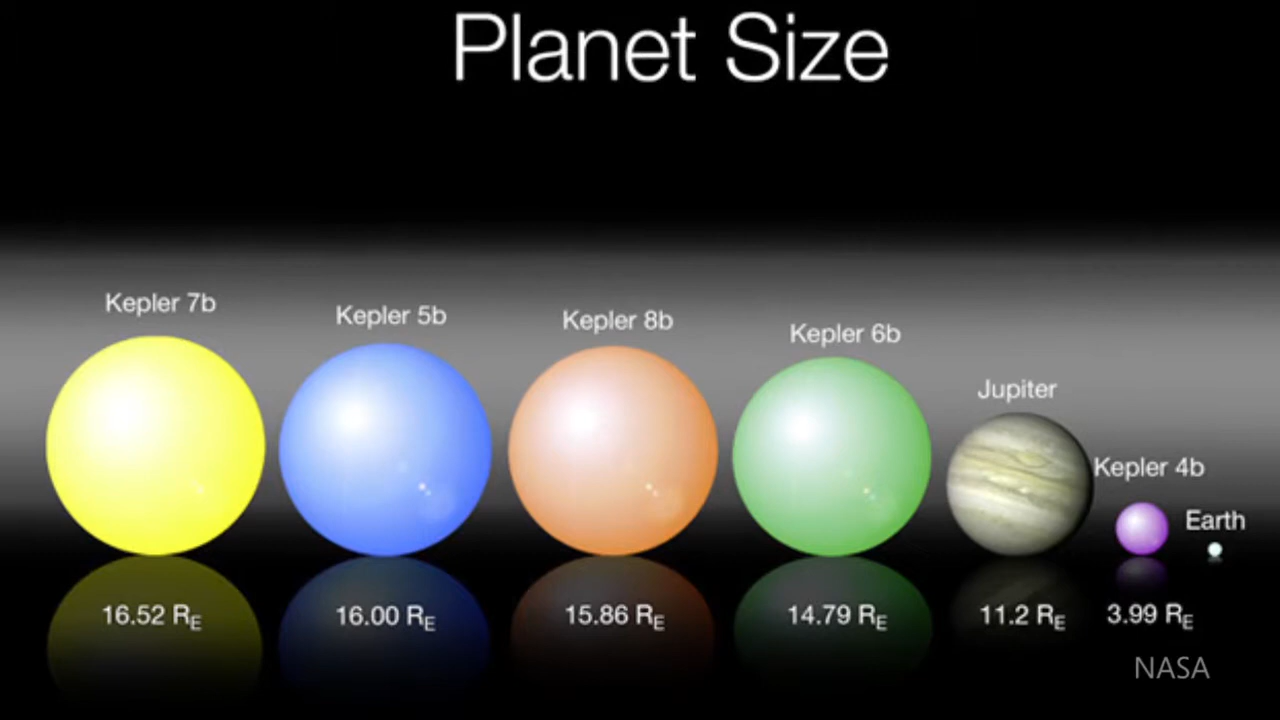 Planet Size
Kepler 7b
Kepler 5b
Kepler 8b
Kepler 6b
Jupiter
Kepler 4b
Earth
16.52 RE
16.00 RE
15.86 RE
14.79 RE
11.2 RE
3.99 RE
NASA